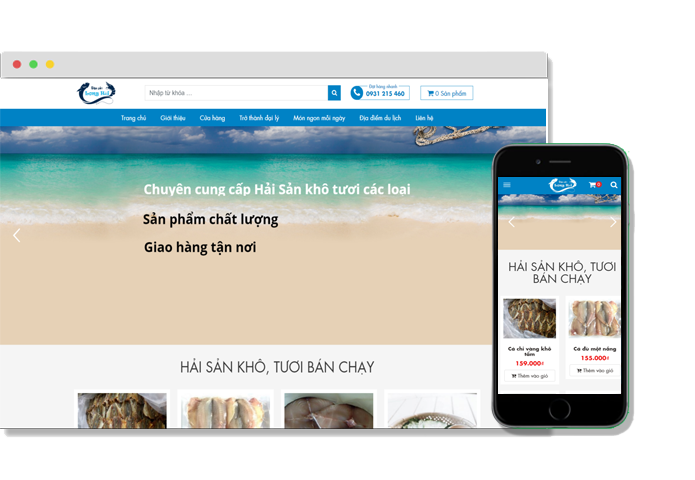 Nhập từ khóa ...
Đặt hàng nhanh
0931 215 460
0 Sản phẩm
Trang chủ
Giới thiệu
Cửa hàng
Trở thành đại lý
Món ngon mỗi ngày
Địa điểm du lịch
Liên hệ
Chuyên cung cấp Hải Sản khô tươi các loại
Sản phẩm chất lượng
Giao hàng tận nơi
HẢI SẢN KHÔ, TƯƠI BÁN CHẠY
0
HẢI SẢN KHÔ, TƯƠI
BÁN CHẠY
Cá chỉ vàng khô
tẩm
159.000₫
Thêm vào giỏ
Cá đù một nắng
155.000₫
Thêm vào giỏ